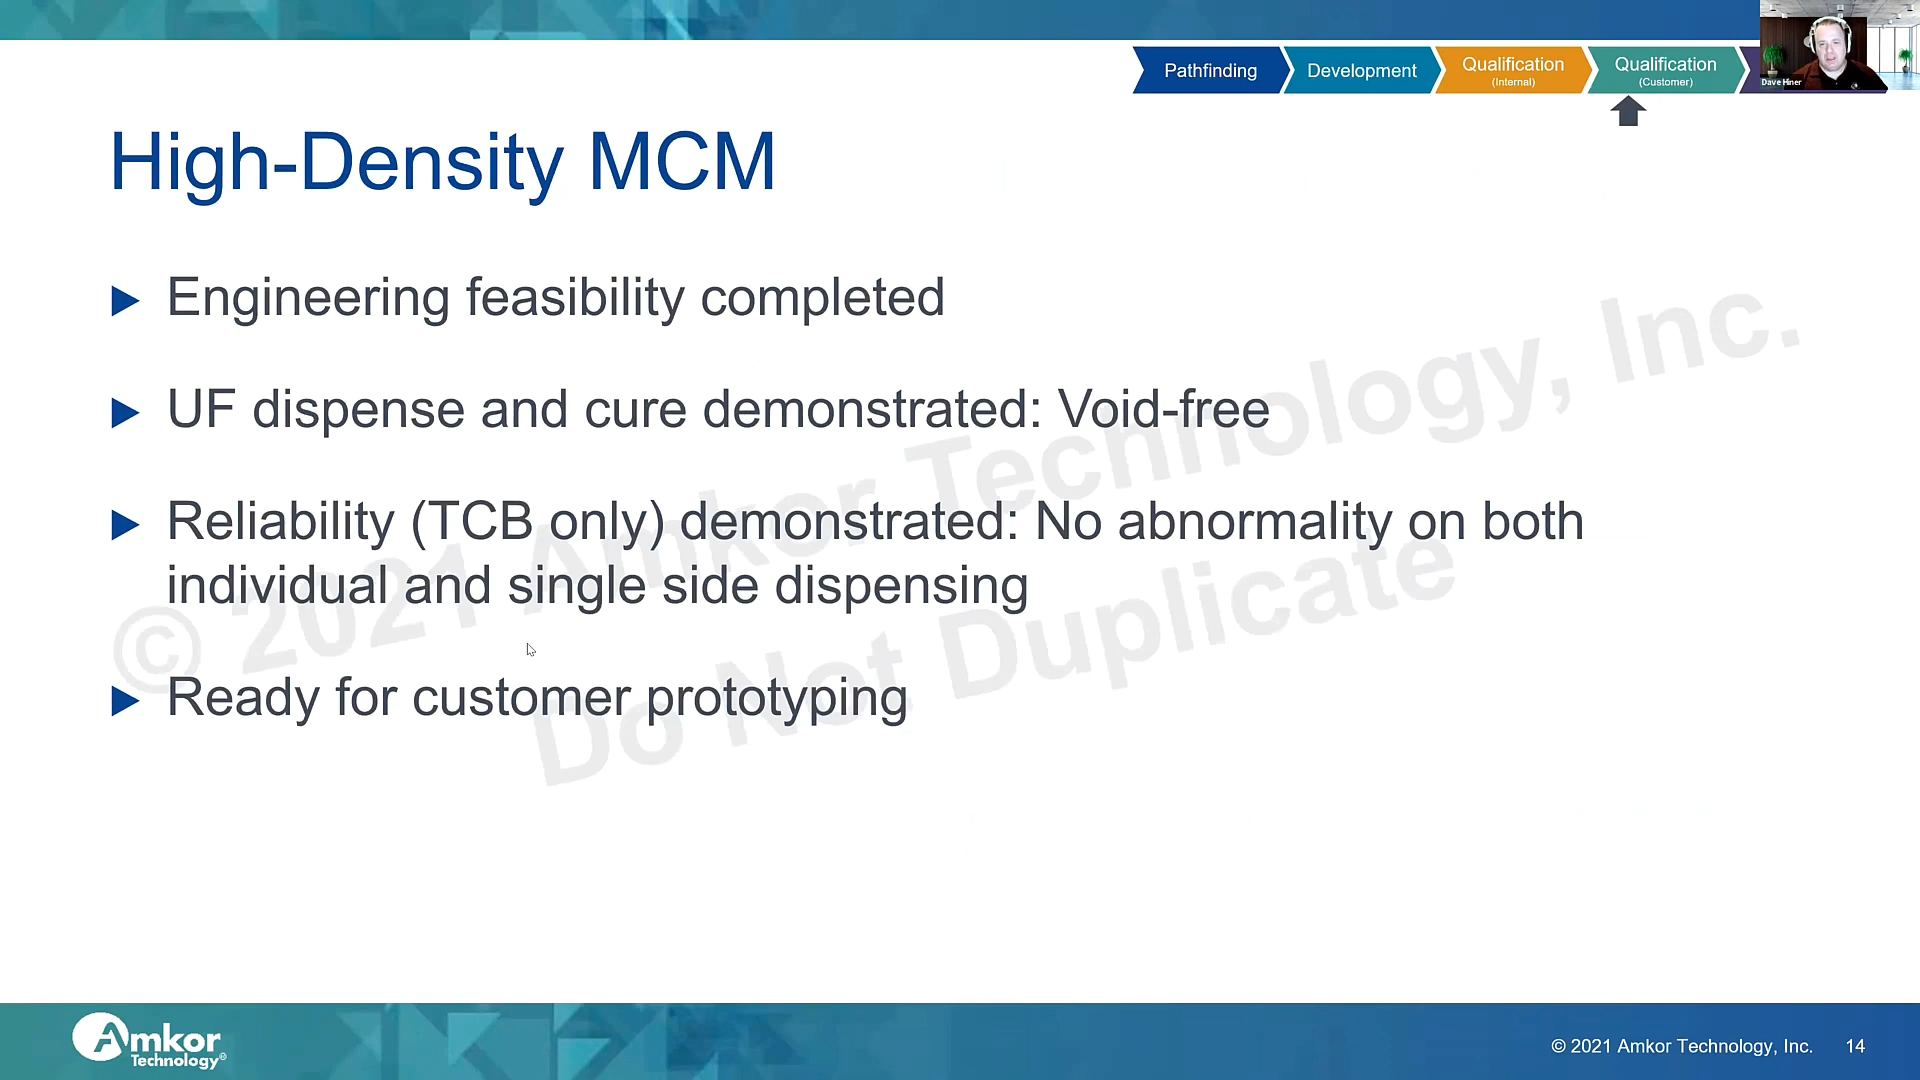 Pathfinding
Development
Qualification
(Internal)
Qualification
(Customer)
Dave Hiner
High-Density MCM
Engineering feasibility completed
UF dispense and cure demonstrated: Void-free
Reliability (TCB only) demonstrated: No abnormality on both
individual and single side dispensing
Ready for customer prototyping
© 2021 Amkor Technology, Inc.
Do Not Duplicate
Amkor
Technology®
© 2021 Amkor Technology, Inc.
14